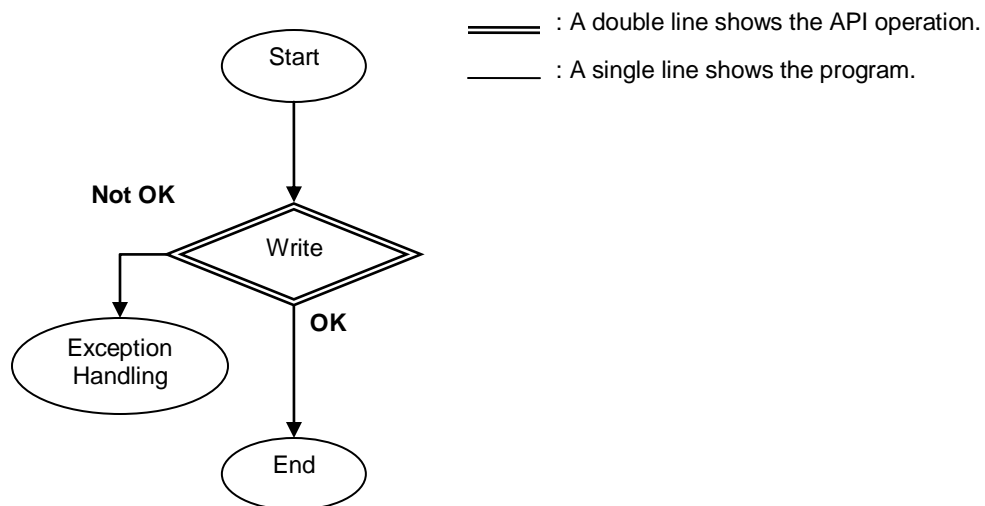 : A double line shows the API operation.
Start
: A single line shows the program.
Not OK
Write
OK
Exception
Handling
End